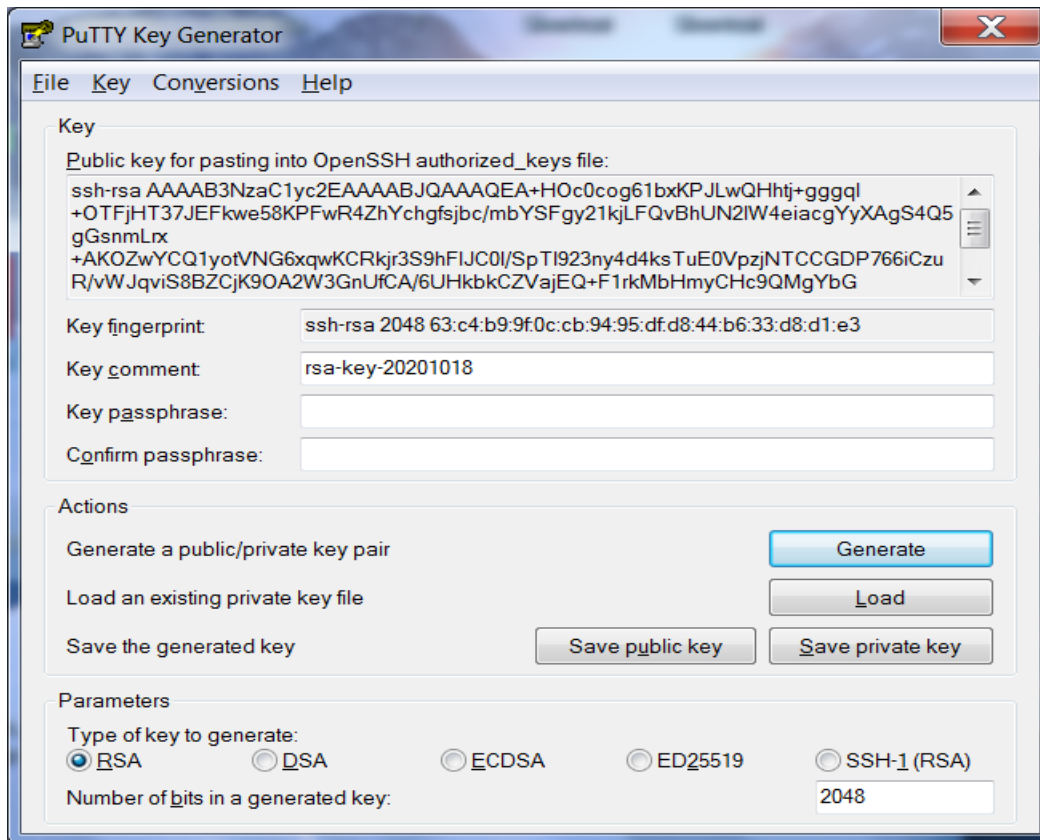 PuTTY Key Generator
File Key Conversions Help
Key
Public key for pasting into OpenSSH authorized_keys file:
ssh-rsa AAAAB3NzaC1yc2EAAAABJQAAAQEA+HOc0cog61bxKPJLwQHhtj+gggqI
+OTFjHT37JEFkwe58KPFwR4ZhYchgfsjbc/mbYSFgy21kjLFQvBhUN2lW4eiacgYyXAgS4Q5
gGsnmLrx
+AKOZwYCQ1yotVNG6xqwKCRkjr3S9hFIJC0l/SpTl923ny4d4ksTuE0VpzjNTCCGDP766iCzu
R/vWJqviS8BZCjK9OA2W3GnUfCA/6UHkbkCZVajEQ+F1rkMbHmyCHc9QMgYbG
Key fingerprint: ssh-rsa 2048 63:c4:b9:9f:0c:cb:94:95:df:d8:44:b6:33:d8:d1:e3
Key comment: rsa-key-20201018
Key passphrase:
Confirm passphrase:
Actions
Generate a public/private key pair Generate
Load an existing private key file Load
Save the generated key Save public key Save private key
Parameters
Type of key to generate:
RSA DSA ECDSA ED25519 SSH-1 (RSA)
Number of bits in a generated key: 2048